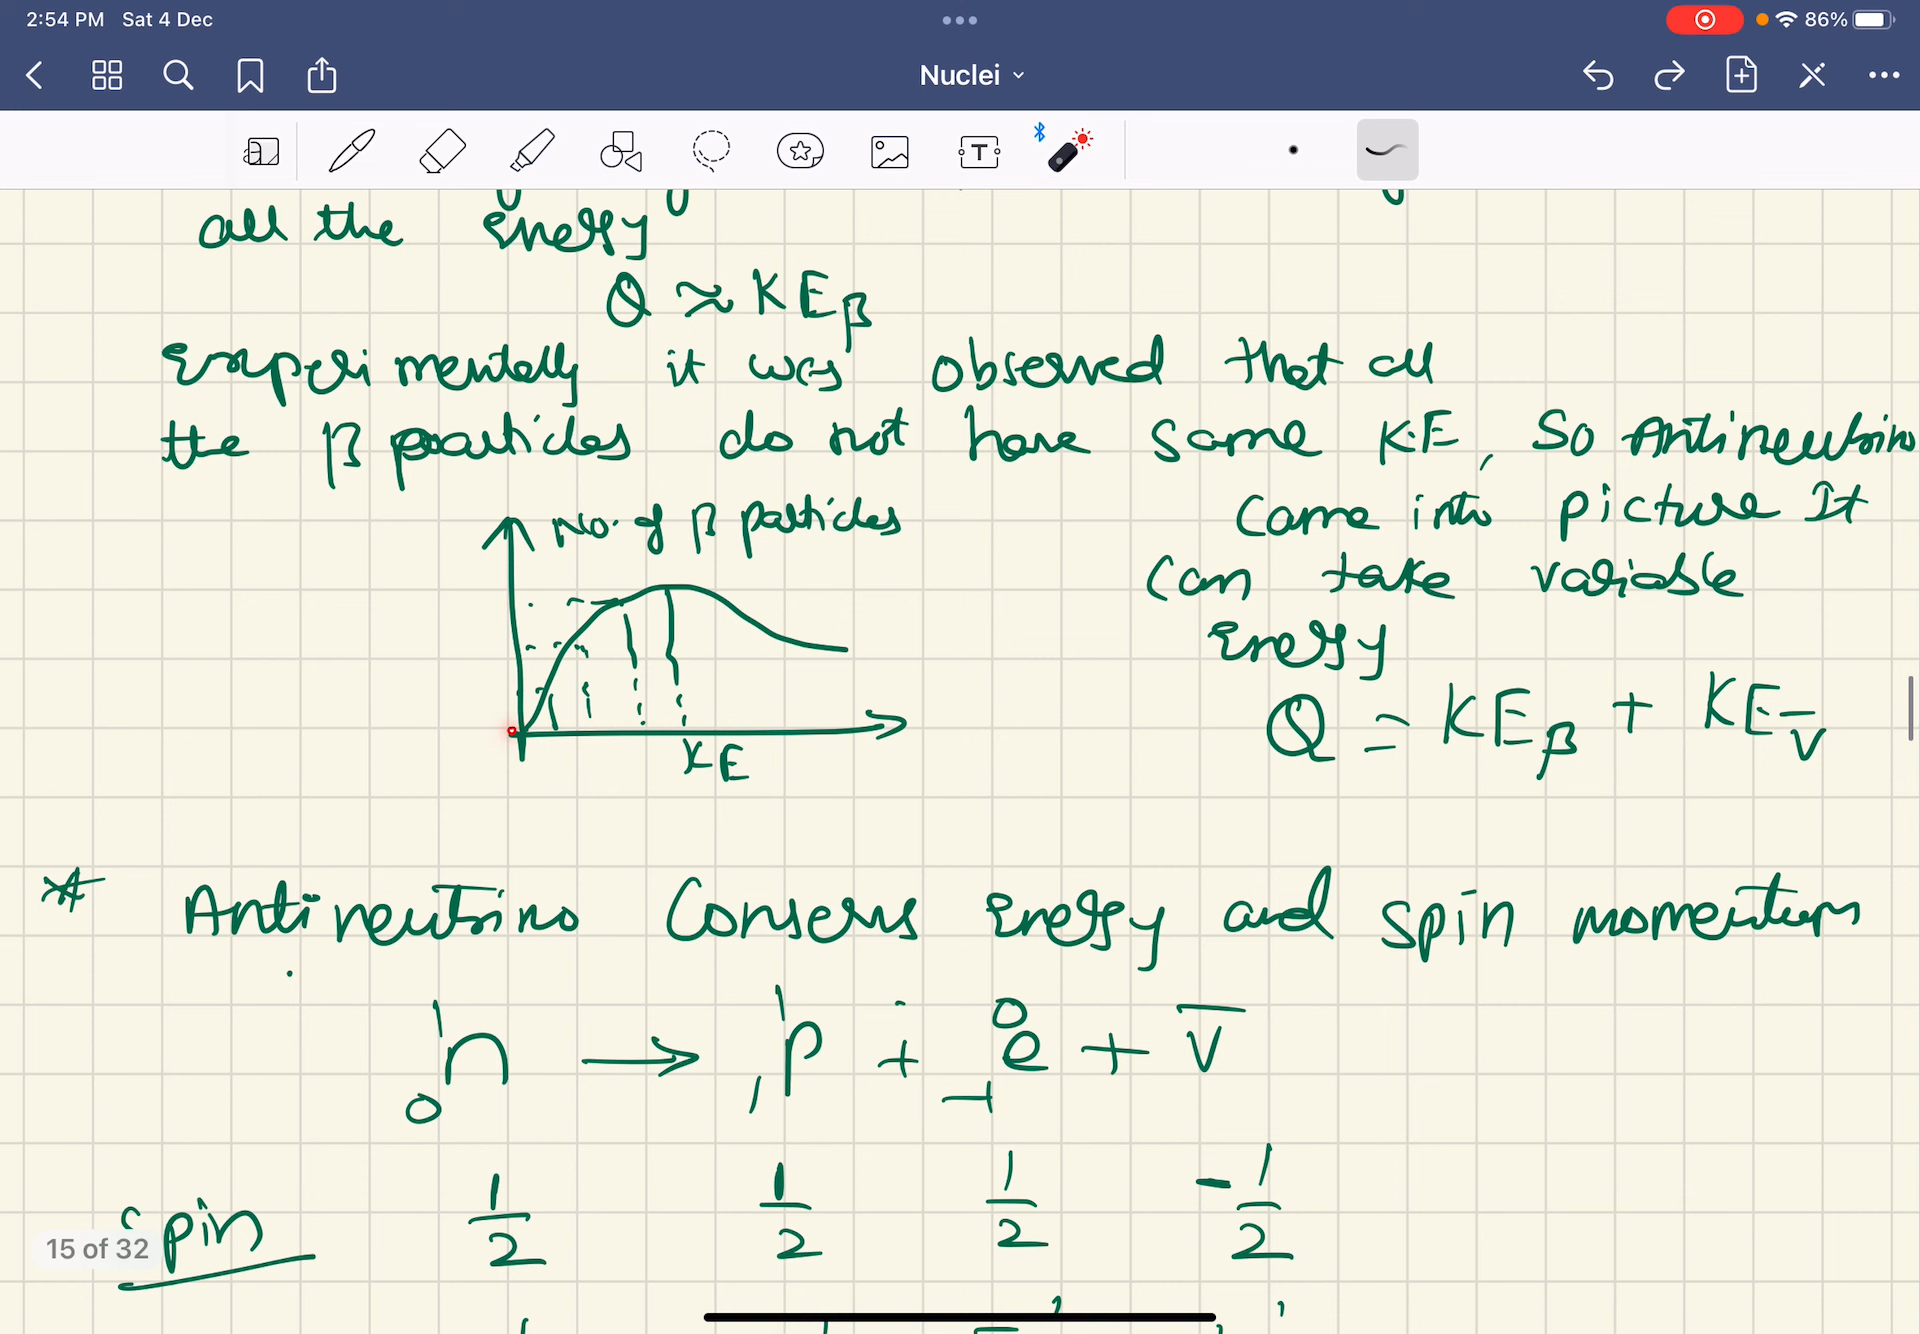 2:54 PM Sat 4 Dec
86%
Nuclei
T
all the energy
Q ≈ KEβ
Experimentally it was observed that all
the β particles do not have same K.E, So Antineutrino
came into picture It
can take variable
Energy
No. of β particles
KE
Q = KEβ + KEν̅
* Antineutrino Conserves Energy and spin momentum
¹₀n → ¹₁p + ⁰₋₁e + ν̅
Spin 1/2 1/2 1/2 -1/2
15 of 32